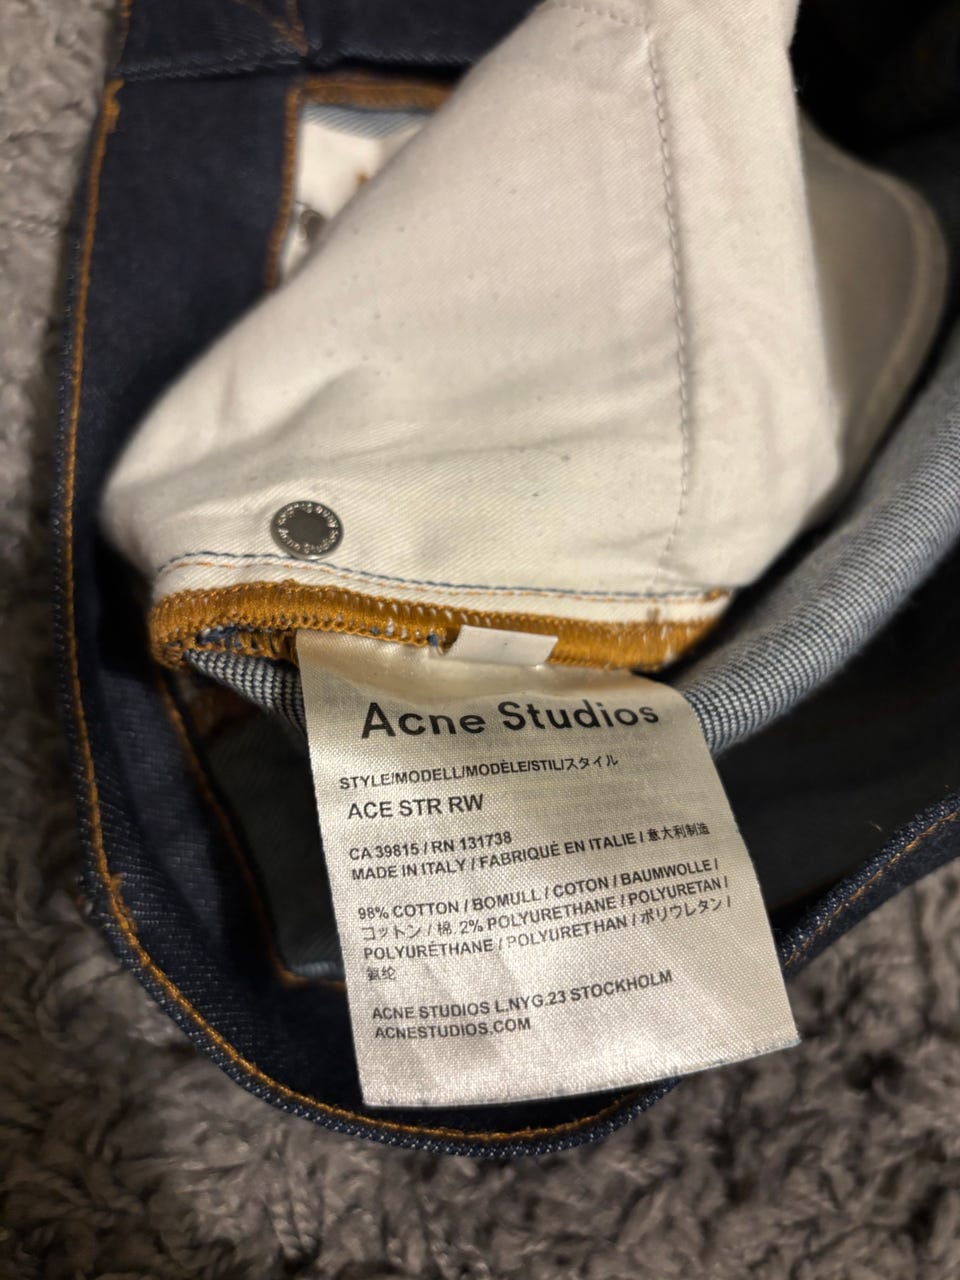 Acne Studios
Acne Studios
STYLE/MODELL/MODÈLE/STIL/スタイル
ACE STR RW
CA 39815 / RN 131738
MADE IN ITALY / FABRIQUÉ EN ITALIE / 意大利制造
98% COTTON / BOMULL / COTON / BAUMWOLLE /
コットン / 棉, 2% POLYURETHANE / POLYURETAN /
POLYURÉTHANE / POLYURETHAN / ポリウレタン /
氨纶
ACNE STUDIOS L.NYG.23 STOCKHOLM
ACNESTUDIOS.COM